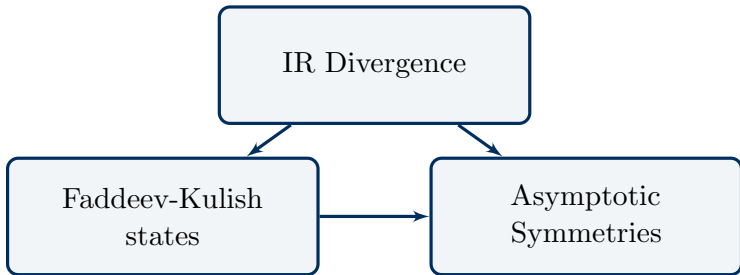 IR Divergence
Faddeev-Kulish
states
Asymptotic
Symmetries